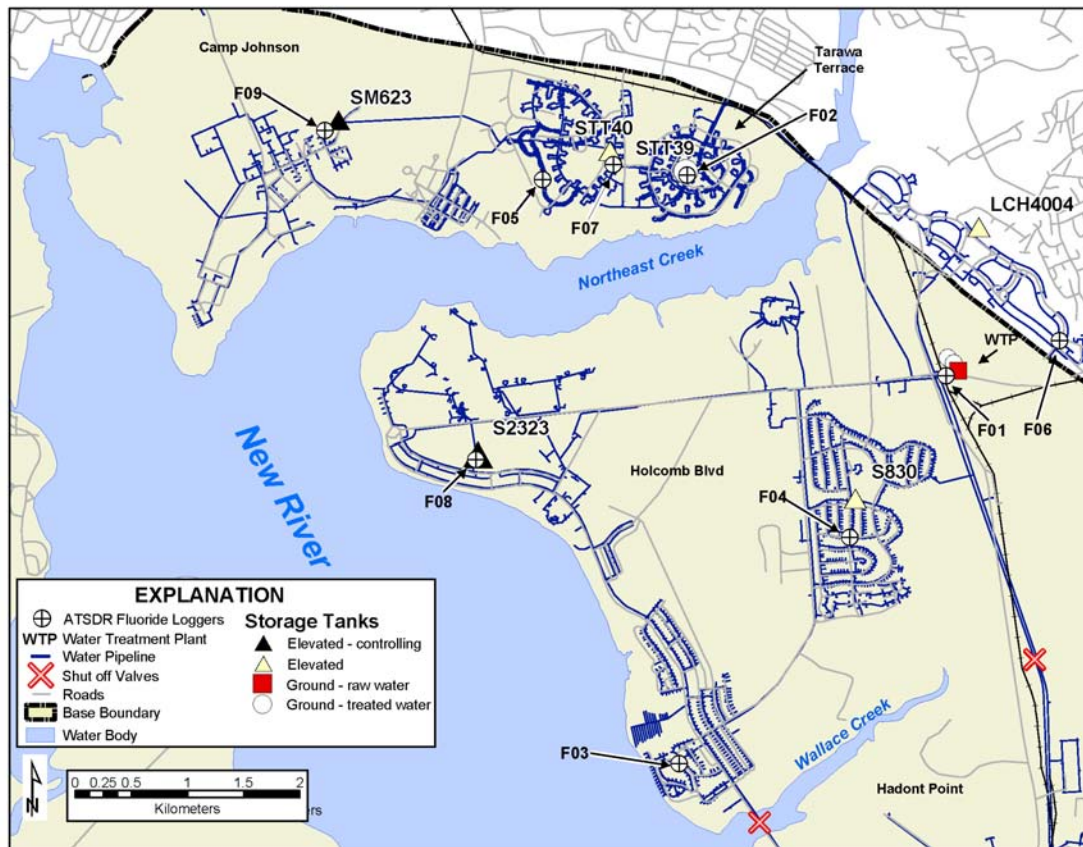 Camp Johnson
Tarawa
Terrace
F09
SM623
F02
STT40
STT39
LCH4004
F05
F07
Northeast Creek
WTP
F01
F06
S2323
New River
Holcomb Blvd
S830
F08
F04
EXPLANATION
ATSDR Fluoride Loggers
WTP Water Treatment Plant
Water Pipeline
Shut off Valves
Roads
Base Boundary
Water Body
Storage Tanks
Elevated - controlling
Elevated
Ground - raw water
Ground - treated water
Wallace Creek
F03
Hadont Point
N
0 0.25 0.5 1 1.5 2
Kilometers
ers